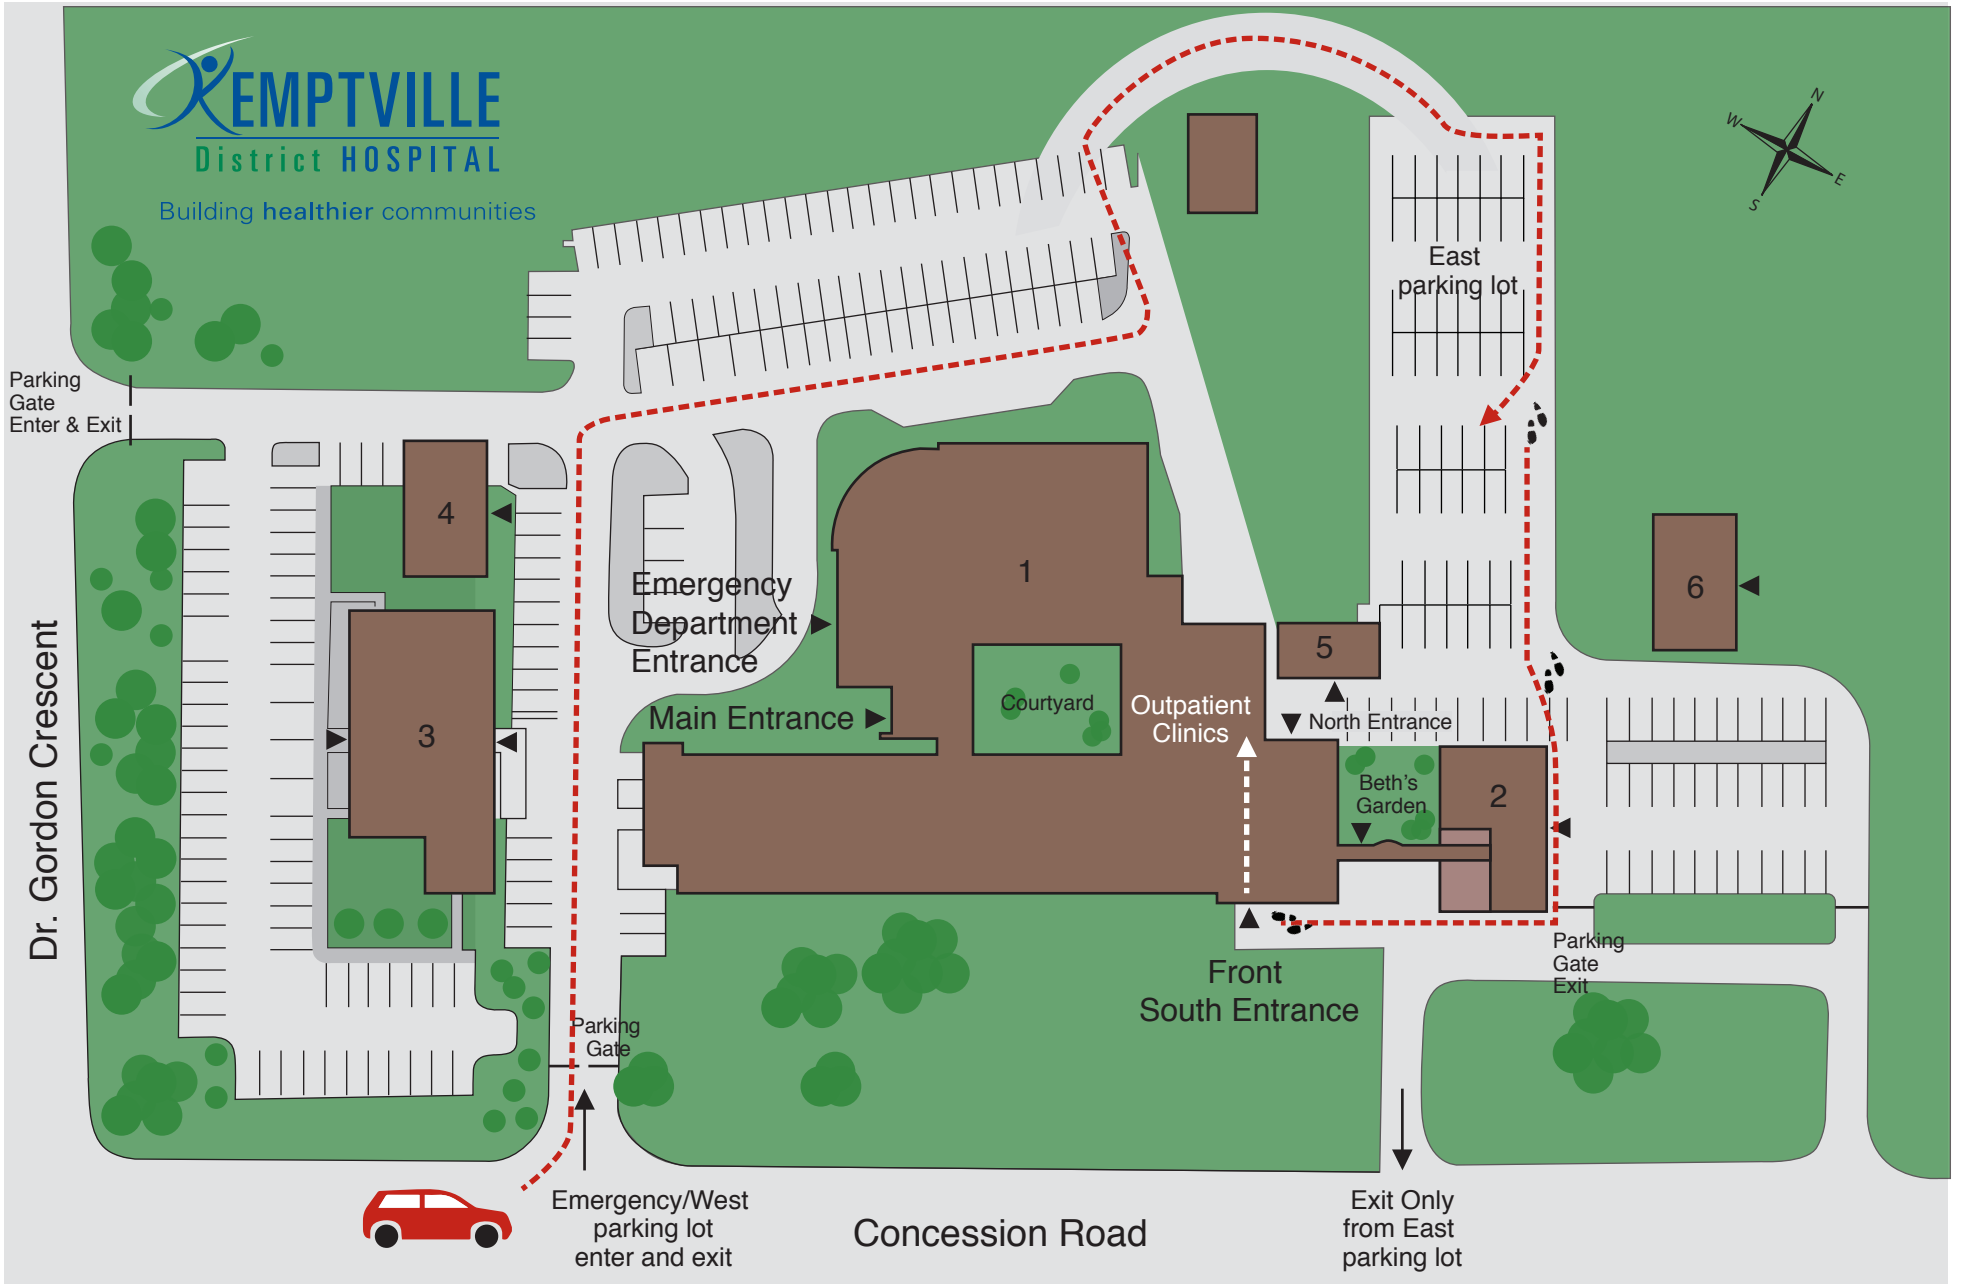 KEMPTVILLE
District HOSPITAL
Building healthier communities
N
W
E
S
East
parking lot
Parking
Gate
Enter & Exit
4
1
6
Emergency
Department
Entrance
5
Main Entrance
Courtyard
Outpatient
Clinics
North Entrance
3
Dr. Gordon Crescent
Beth's
Garden
2
Parking
Gate
Exit
Front
South Entrance
Parking
Gate
Emergency/West
parking lot
enter and exit
Concession Road
Exit Only
from East
parking lot